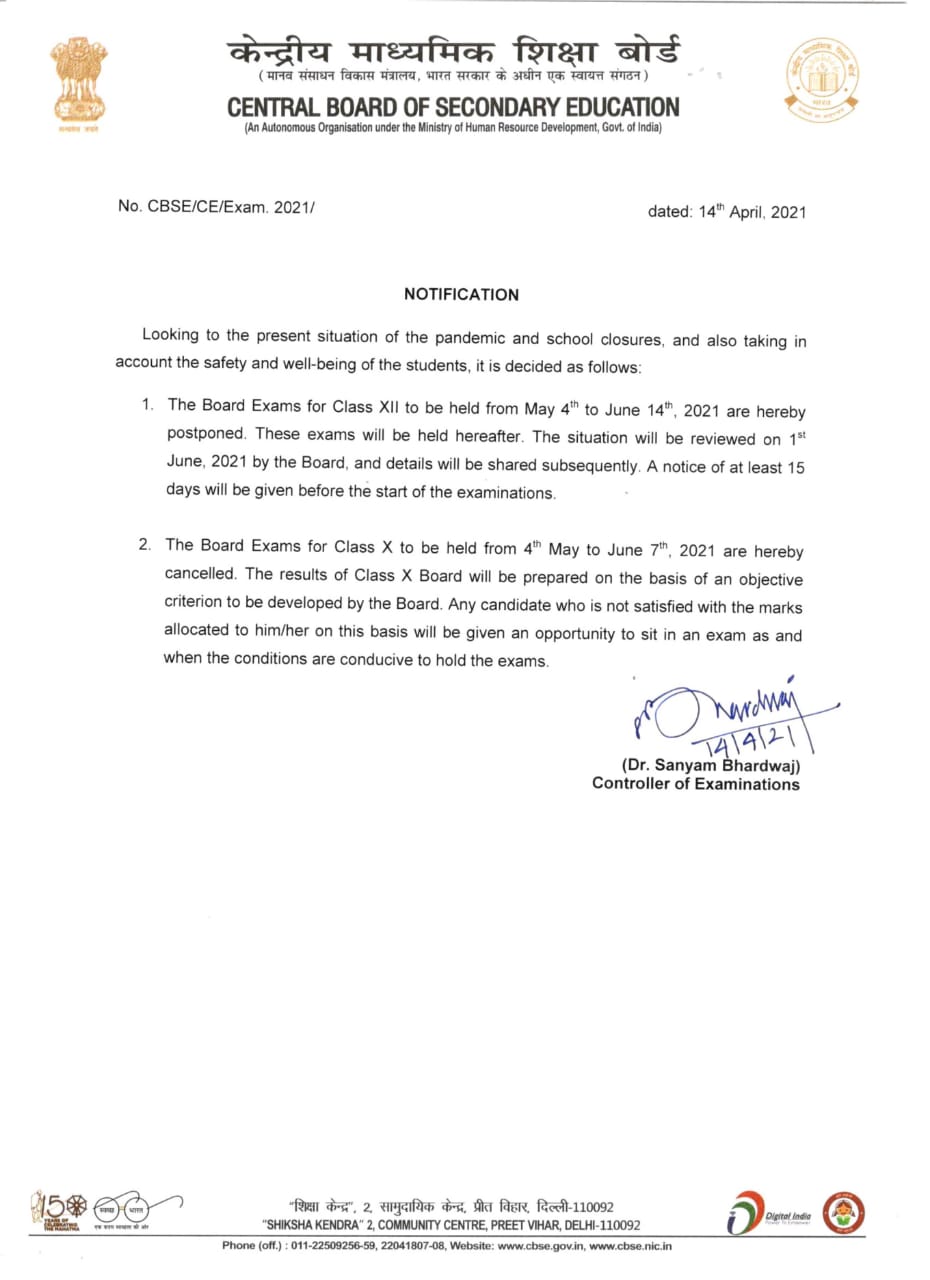 केन्द्रीय माध्यमिक शिक्षा बोर्ड
(मानव संसाधन विकास मंत्रालय, भारत सरकार के अधीन एक स्वायत्त संगठन)
CENTRAL BOARD OF SECONDARY EDUCATION
(An Autonomous Organisation under the Ministry of Human Resource Development, Govt. of India)
सत्यमेव जयते
भारत
No. CBSE/CE/Exam. 2021/
dated: 14th April, 2021
NOTIFICATION
Looking to the present situation of the pandemic and school closures, and also taking in
account the safety and well-being of the students, it is decided as follows:
1. The Board Exams for Class XII to be held from May 4th to June 14th, 2021 are hereby
postponed. These exams will be held hereafter. The situation will be reviewed on 1st
June, 2021 by the Board, and details will be shared subsequently. A notice of at least 15
days will be given before the start of the examinations.
2. The Board Exams for Class X to be held from 4th May to June 7th, 2021 are hereby
cancelled. The results of Class X Board will be prepared on the basis of an objective
criterion to be developed by the Board. Any candidate who is not satisfied with the marks
allocated to him/her on this basis will be given an opportunity to sit in an exam as and
when the conditions are conducive to hold the exams.
14/4/21
(Dr. Sanyam Bhardwaj)
Controller of Examinations
150
YEARS OF
CELEBRATING
THE MAHATMA
स्वच्छ भारत
एक कदम स्वच्छता की ओर
"शिक्षा केन्द्र", 2, सामुदायिक केन्द्र, प्रीत विहार, दिल्ली-110092
"SHIKSHA KENDRA" 2, COMMUNITY CENTRE, PREET VIHAR, DELHI-110092
Digital India
Power To Empower
Phone (off.) : 011-22509256-59, 22041807-08, Website: www.cbse.gov.in, www.cbse.nic.in